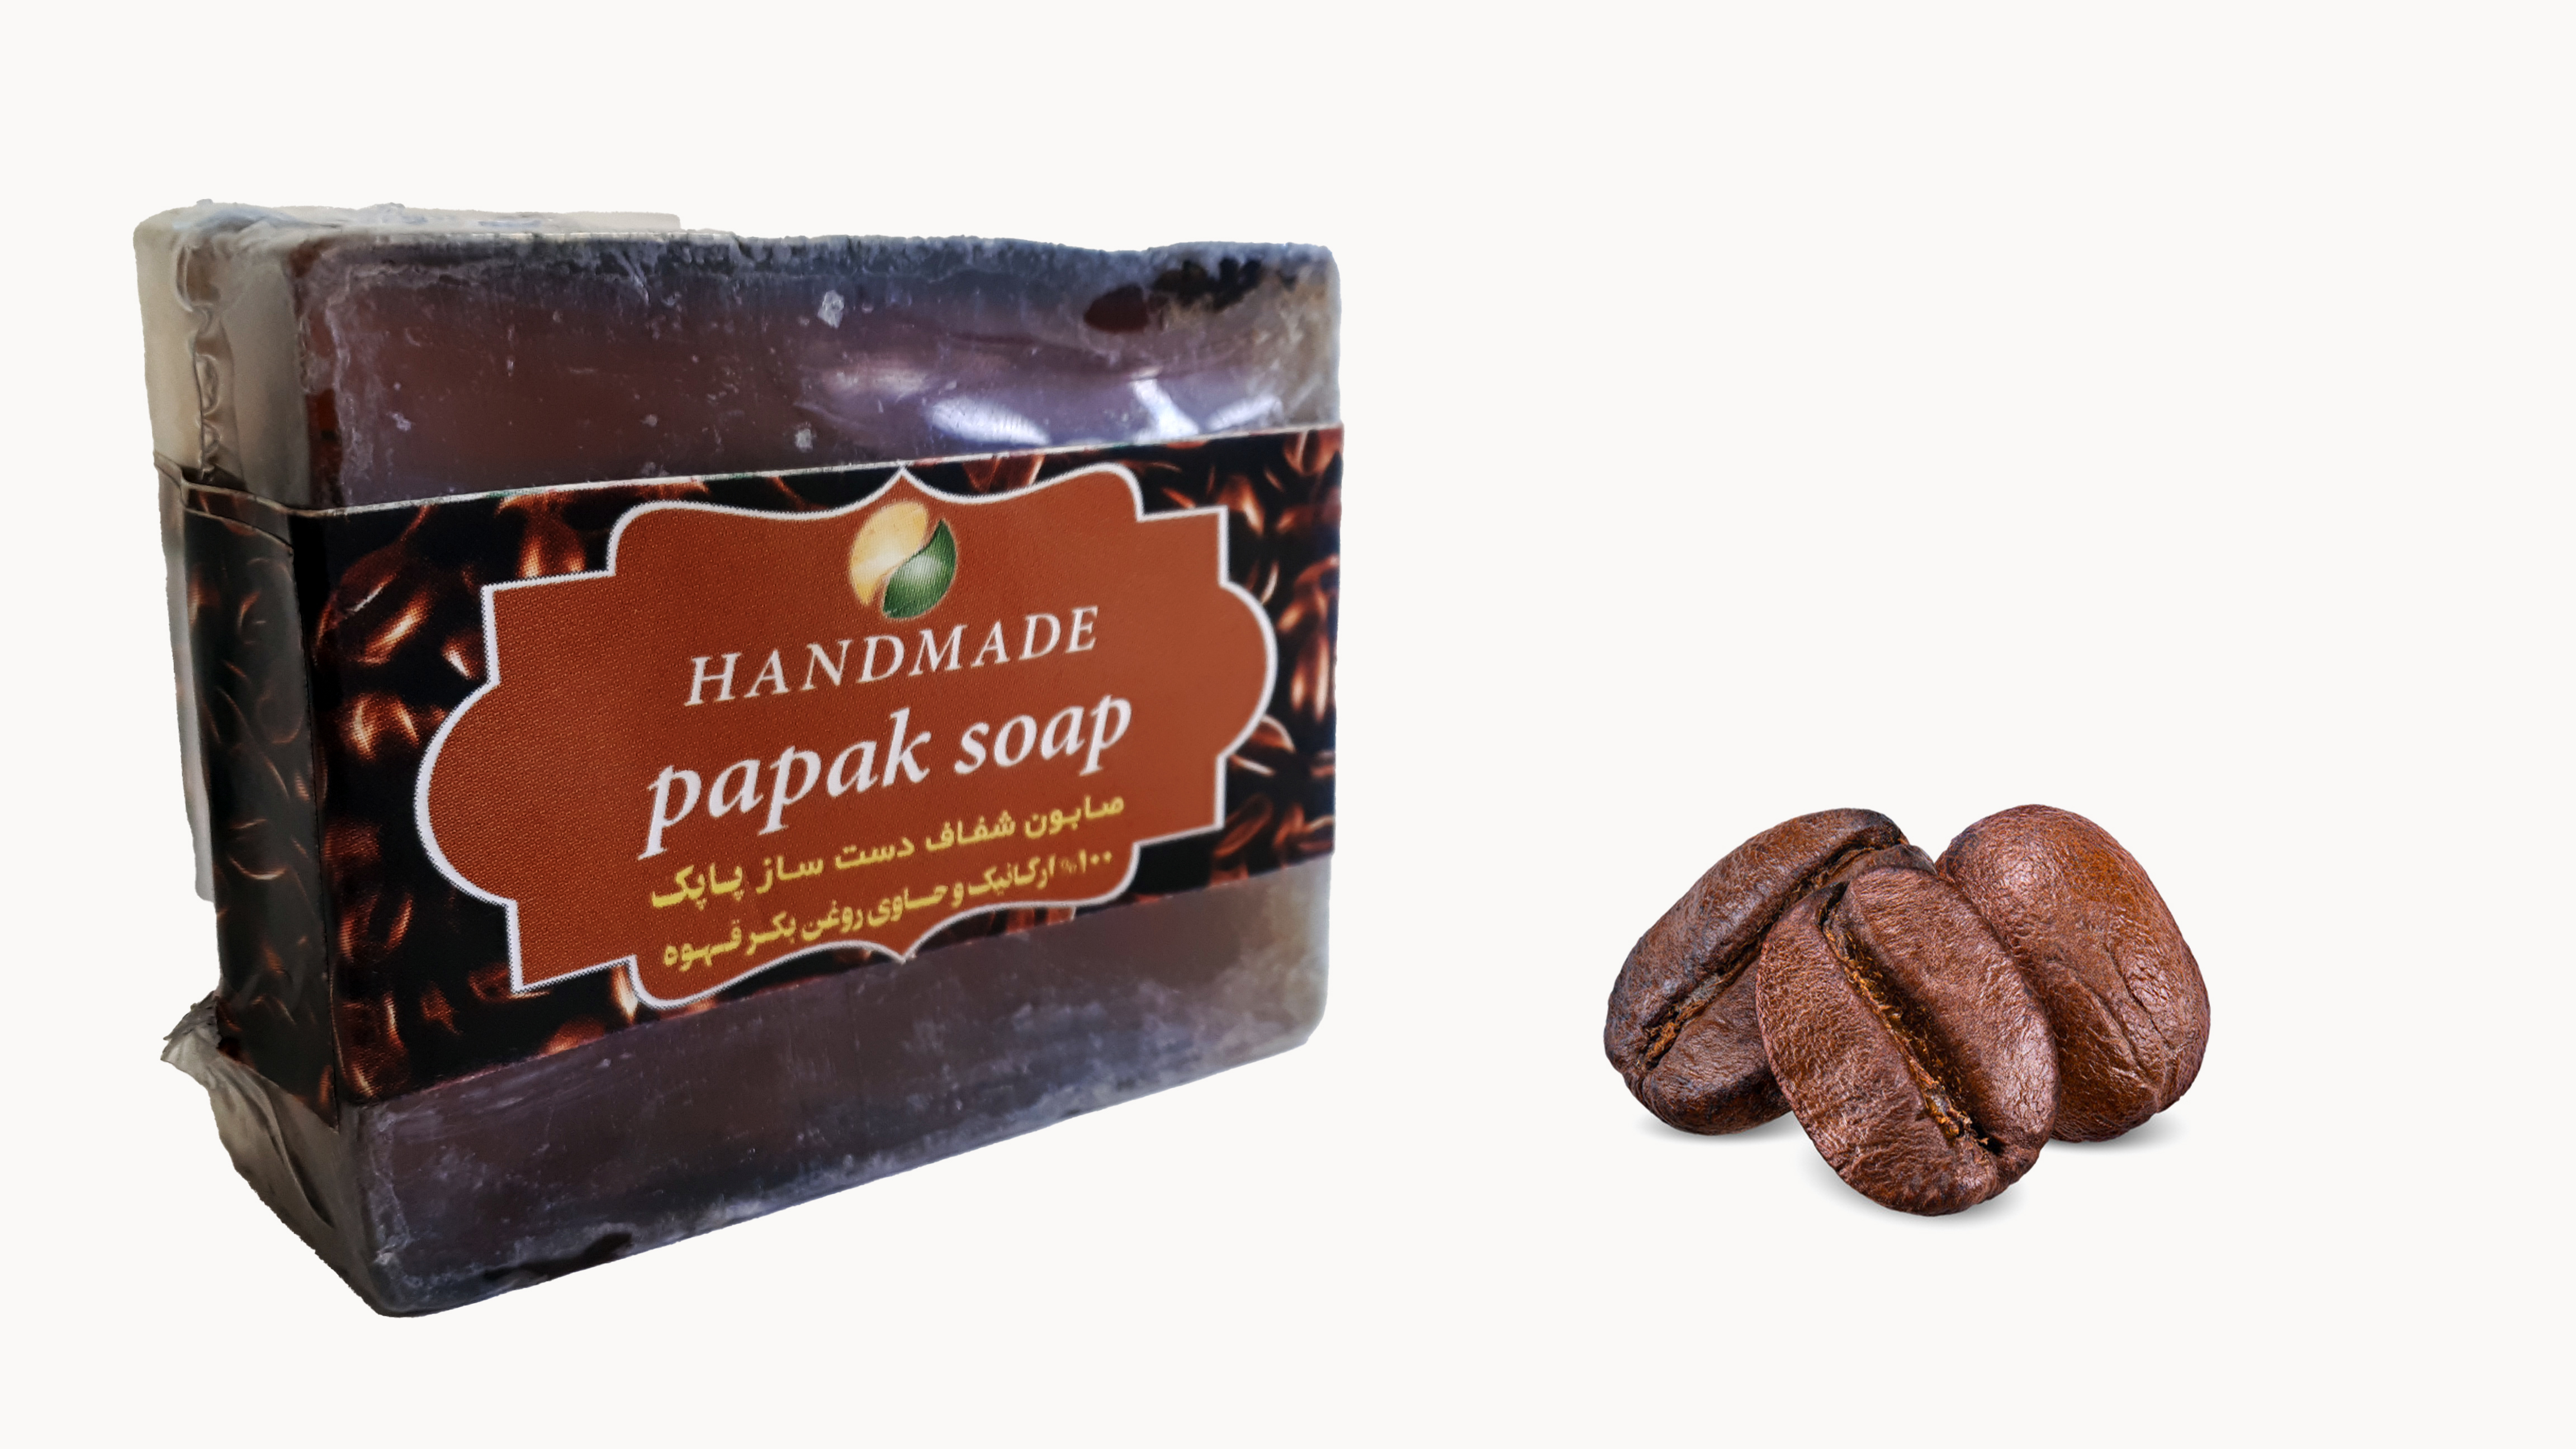 HANDMADE
papak soap
صابون شفاف دست ساز پاپک
۱۰۰% ارگانیک و حاوی روغن بکر قهوه